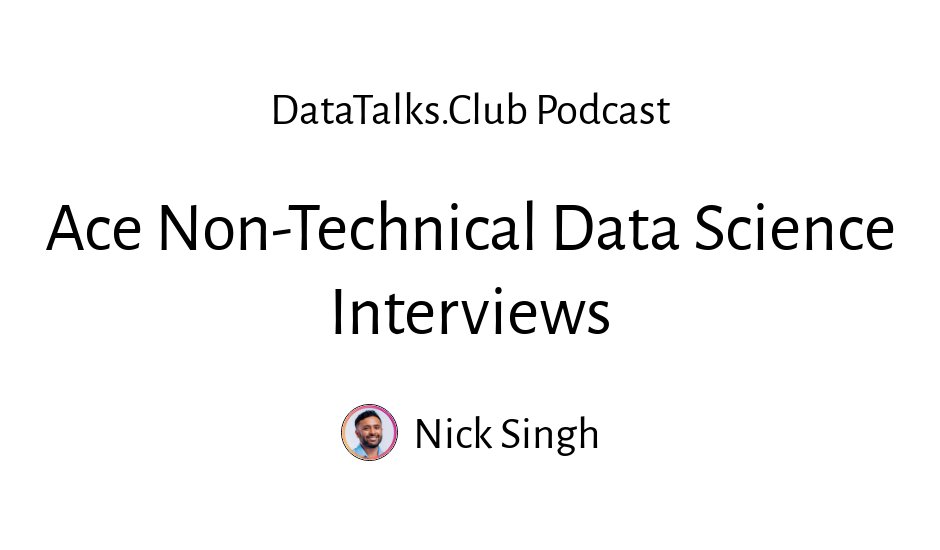 DataTalks.Club Podcast
Ace Non-Technical Data Science
Interviews
Nick Singh